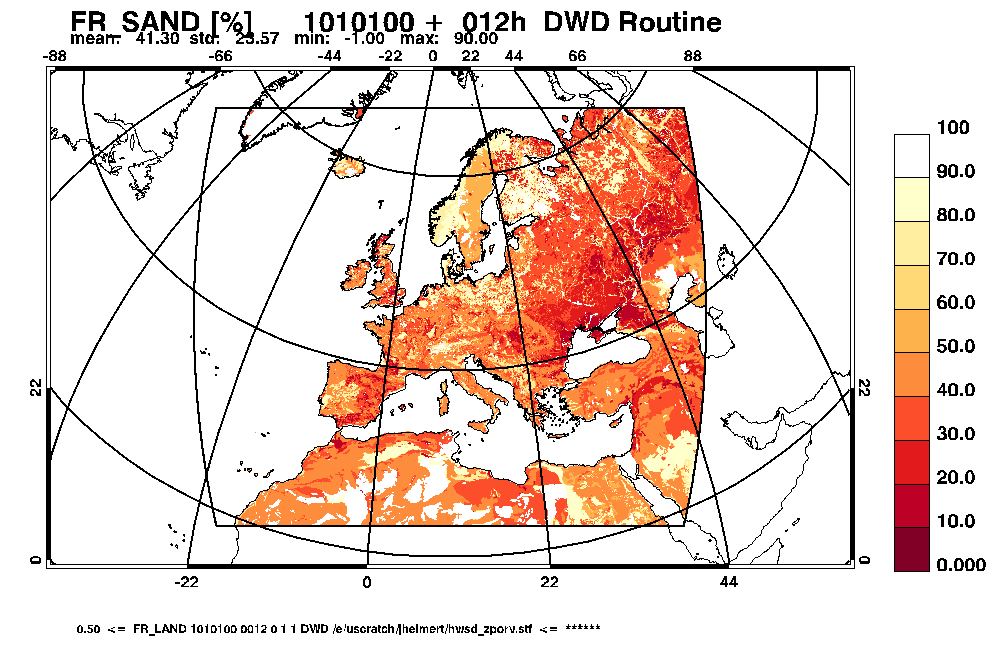 FR_SAND [%] 1010100 + 012h DWD Routine
mean: 41.30 std: 23.57 min: -1.00 max: 90.00
-88 -66 -44 -22 0 22 44 66 88
100
90.0
80.0
70.0
60.0
50.0
40.0
30.0
20.0
10.0
0.000
22 22
0 0
-22 0 22 44
0.50 <= FR_LAND 1010100 0012 0 1 1 DWD /e/uscratch/jhelmert/hwsd_zporv.stf <= ******